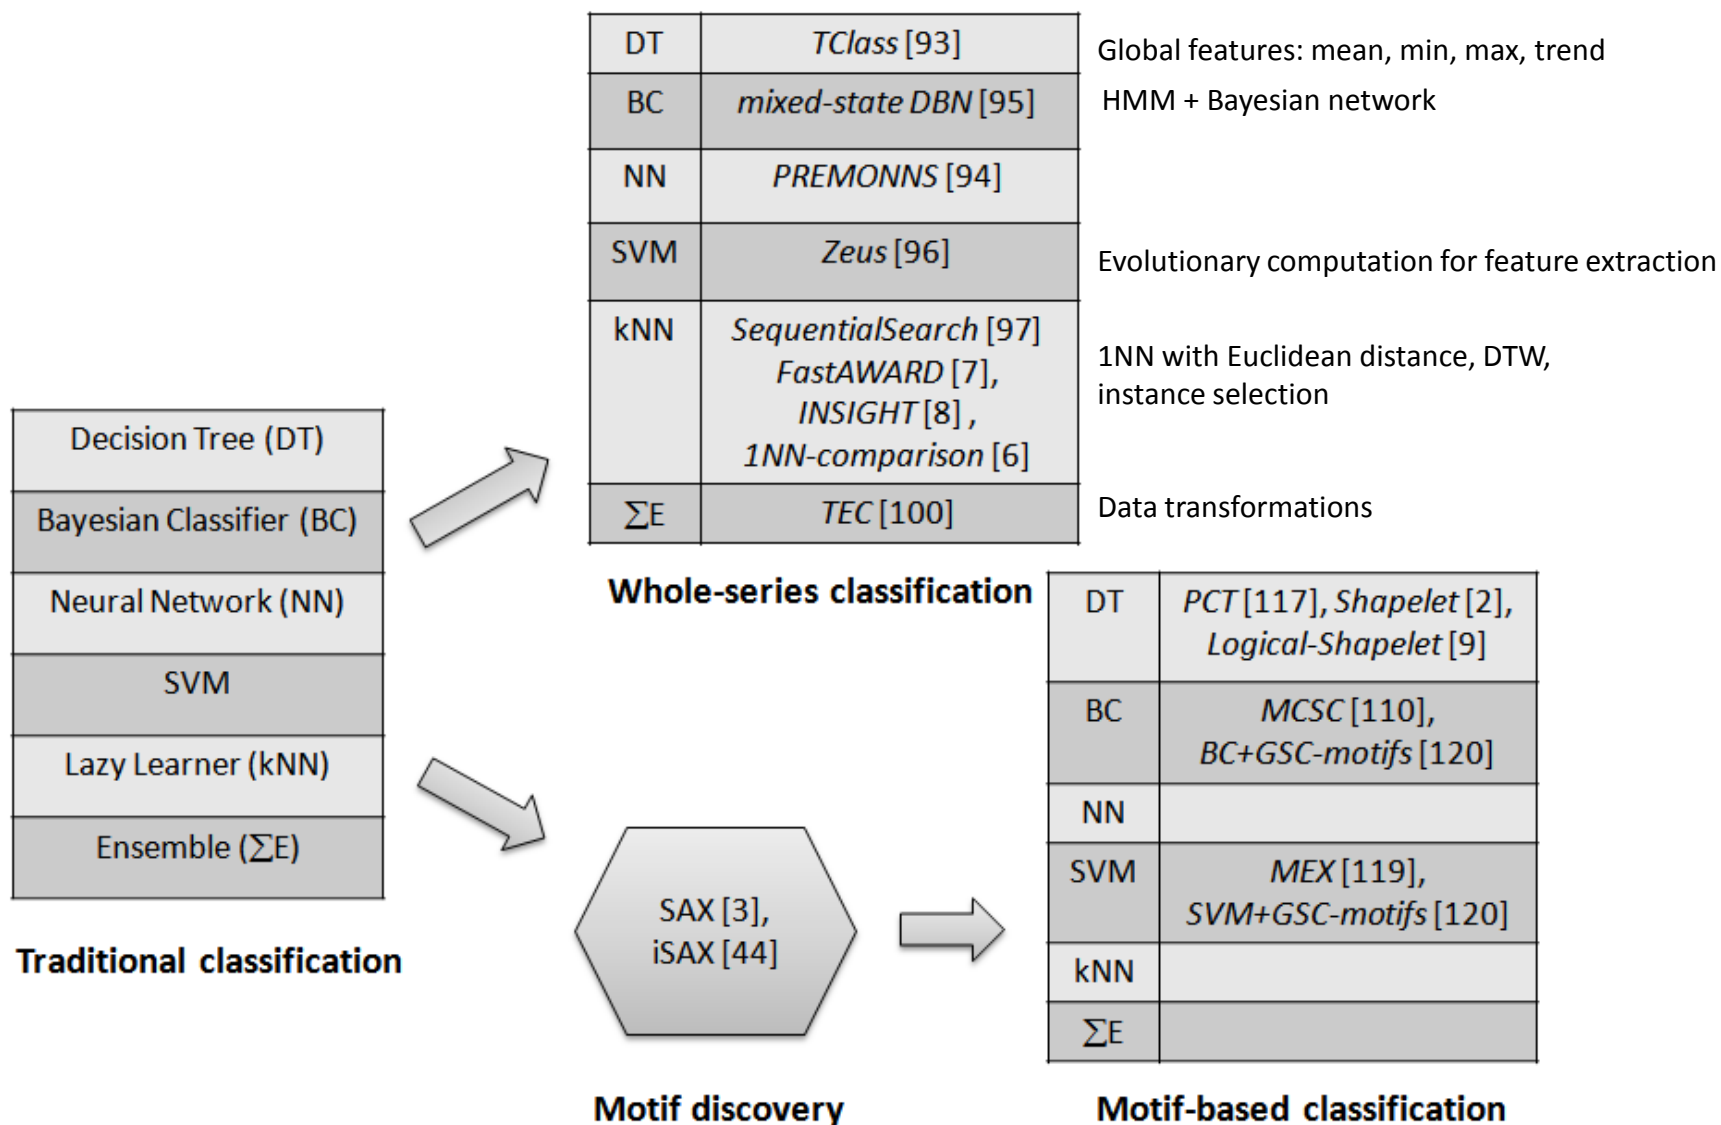 DT TClass [93] Global features: mean, min, max, trend
BC mixed-state DBN [95] HMM + Bayesian network
NN PREMONNS [94]
SVM Zeus [96] Evolutionary computation for feature extraction
kNN SequentialSearch [97]
FastAWARD [7],
INSIGHT [8] ,
1NN-comparison [6]
1NN with Euclidean distance, DTW,
instance selection
ΣE TEC [100] Data transformations
Whole-series classification
Decision Tree (DT)
Bayesian Classifier (BC)
Neural Network (NN)
SVM
Lazy Learner (kNN)
Ensemble (ΣE)
Traditional classification
SAX [3],
iSAX [44]
Motif discovery
DT PCT [117], Shapelet [2],
Logical-Shapelet [9]
BC MCSC [110],
BC+GSC-motifs [120]
NN
SVM MEX [119],
SVM+GSC-motifs [120]
kNN
ΣE
Motif-based classification